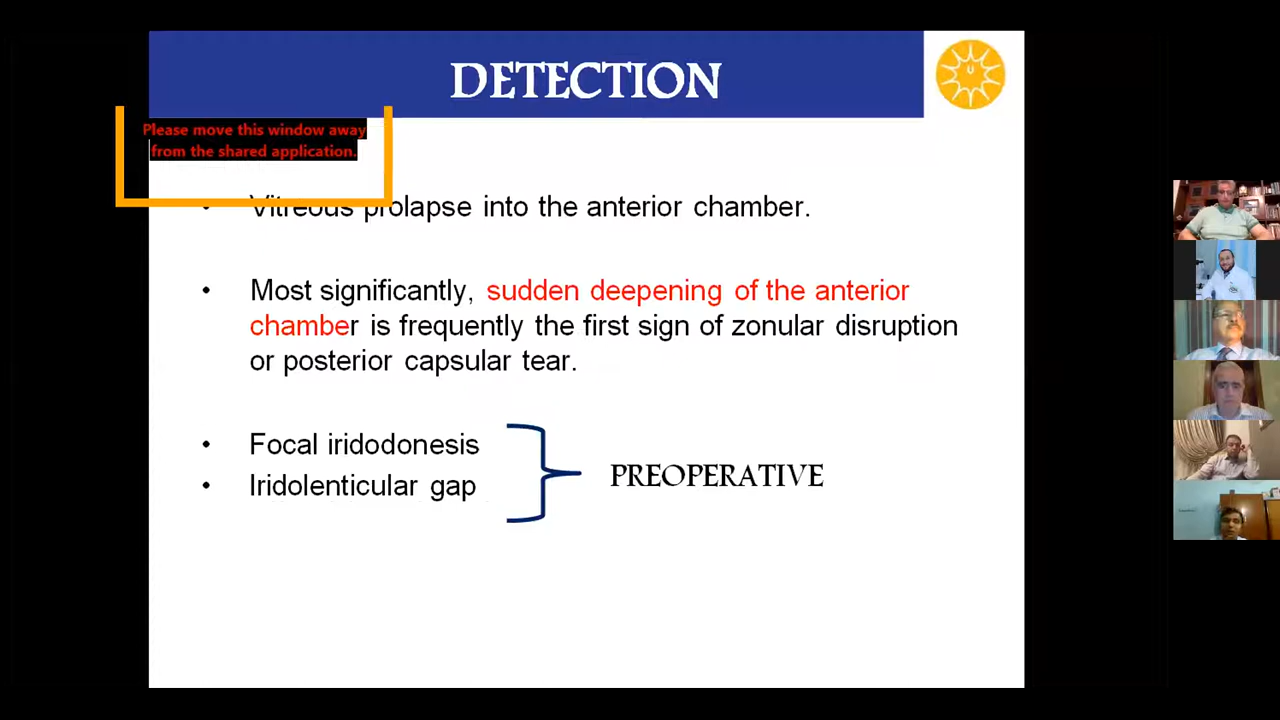 DETECTION
Please move this window away
from the shared application.
• Vitreous prolapse into the anterior chamber.
• Most significantly, sudden deepening of the anterior
chamber is frequently the first sign of zonular disruption
or posterior capsular tear.
• Focal iridodonesis
• Iridolenticular gap
PREOPERATIVE